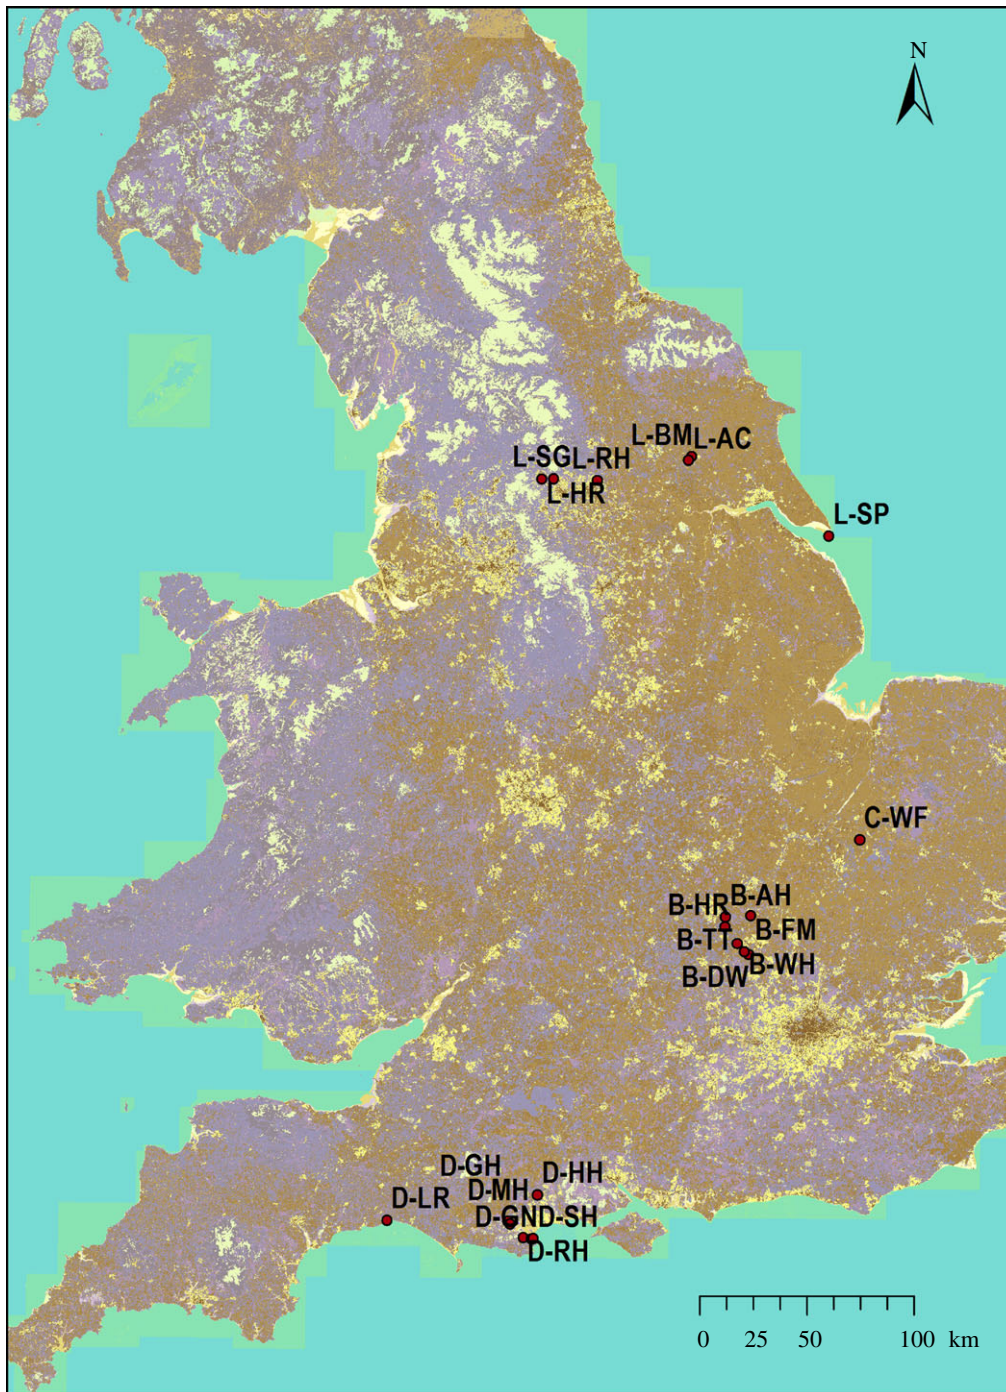 N
L-BM L-AC
L-SG L-RH
L-HR
L-SP
C-WF
B-HR B-AH
B-TT B-FM
B-DW B-WH
D-GH D-HH
D-LR D-MH
D-GN D-SH
D-RH
0 25 50 100 km